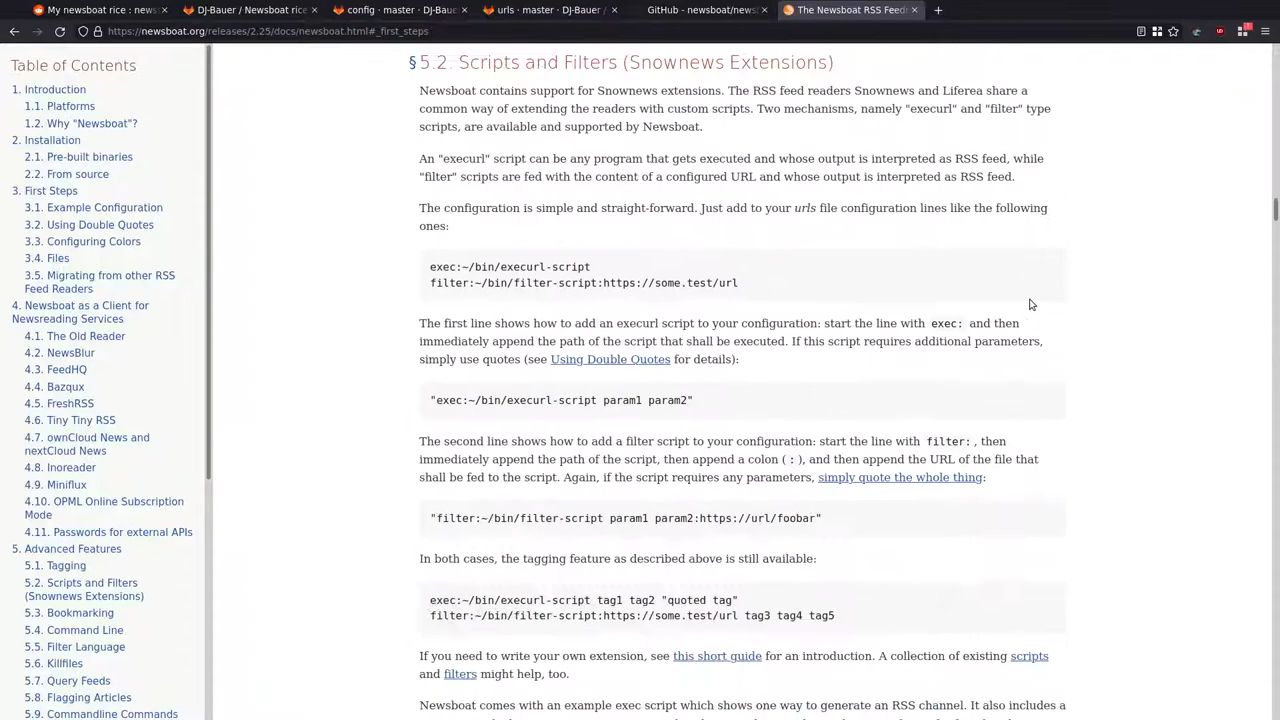 My newsboat rice : news
DJ-Bauer / Newsboat rice
config · master · DJ-Baue
urls · master · DJ-Bauer /
GitHub - newsboat/newsb
The Newsboat RSS Feedr
https://newsboat.org/releases/2.25/docs/newsboat.html#_first_steps
Table of Contents
1. Introduction
1.1. Platforms
1.2. Why "Newsboat"?
2. Installation
2.1. Pre-built binaries
2.2. From source
3. First Steps
3.1. Example Configuration
3.2. Using Double Quotes
3.3. Configuring Colors
3.4. Files
3.5. Migrating from other RSS
Feed Readers
4. Newsboat as a Client for
Newsreading Services
4.1. The Old Reader
4.2. NewsBlur
4.3. FeedHQ
4.4. Bazqux
4.5. FreshRSS
4.6. Tiny Tiny RSS
4.7. ownCloud News and
nextCloud News
4.8. Inoreader
4.9. Miniflux
4.10. OPML Online Subscription
Mode
4.11. Passwords for external APIs
5. Advanced Features
5.1. Tagging
5.2. Scripts and Filters
(Snownews Extensions)
5.3. Bookmarking
5.4. Command Line
5.5. Filter Language
5.6. Killfiles
5.7. Query Feeds
5.8. Flagging Articles
5.9. Commandline Commands
§ 5.2. Scripts and Filters (Snownews Extensions)
Newsboat contains support for Snownews extensions. The RSS feed readers Snownews and Liferea share a
common way of extending the readers with custom scripts. Two mechanisms, namely "execurl" and "filter" type
scripts, are available and supported by Newsboat.
An "execurl" script can be any program that gets executed and whose output is interpreted as RSS feed, while
"filter" scripts are fed with the content of a configured URL and whose output is interpreted as RSS feed.
The configuration is simple and straight-forward. Just add to your urls file configuration lines like the following
ones:
exec:~/bin/execurl-script
filter:~/bin/filter-script:https://some.test/url
The first line shows how to add an execurl script to your configuration: start the line with exec: and then
immediately append the path of the script that shall be executed. If this script requires additional parameters,
simply use quotes (see Using Double Quotes for details):
"exec:~/bin/execurl-script param1 param2"
The second line shows how to add a filter script to your configuration: start the line with filter:, then
immediately append the path of the script, then append a colon (:), and then append the URL of the file that
shall be fed to the script. Again, if the script requires any parameters, simply quote the whole thing:
"filter:~/bin/filter-script param1 param2:https://url/foobar"
In both cases, the tagging feature as described above is still available:
exec:~/bin/execurl-script tag1 tag2 "quoted tag"
filter:~/bin/filter-script:https://some.test/url tag3 tag4 tag5
If you need to write your own extension, see this short guide for an introduction. A collection of existing scripts
and filters might help, too.
Newsboat comes with an example exec script which shows one way to generate an RSS channel. It also includes a